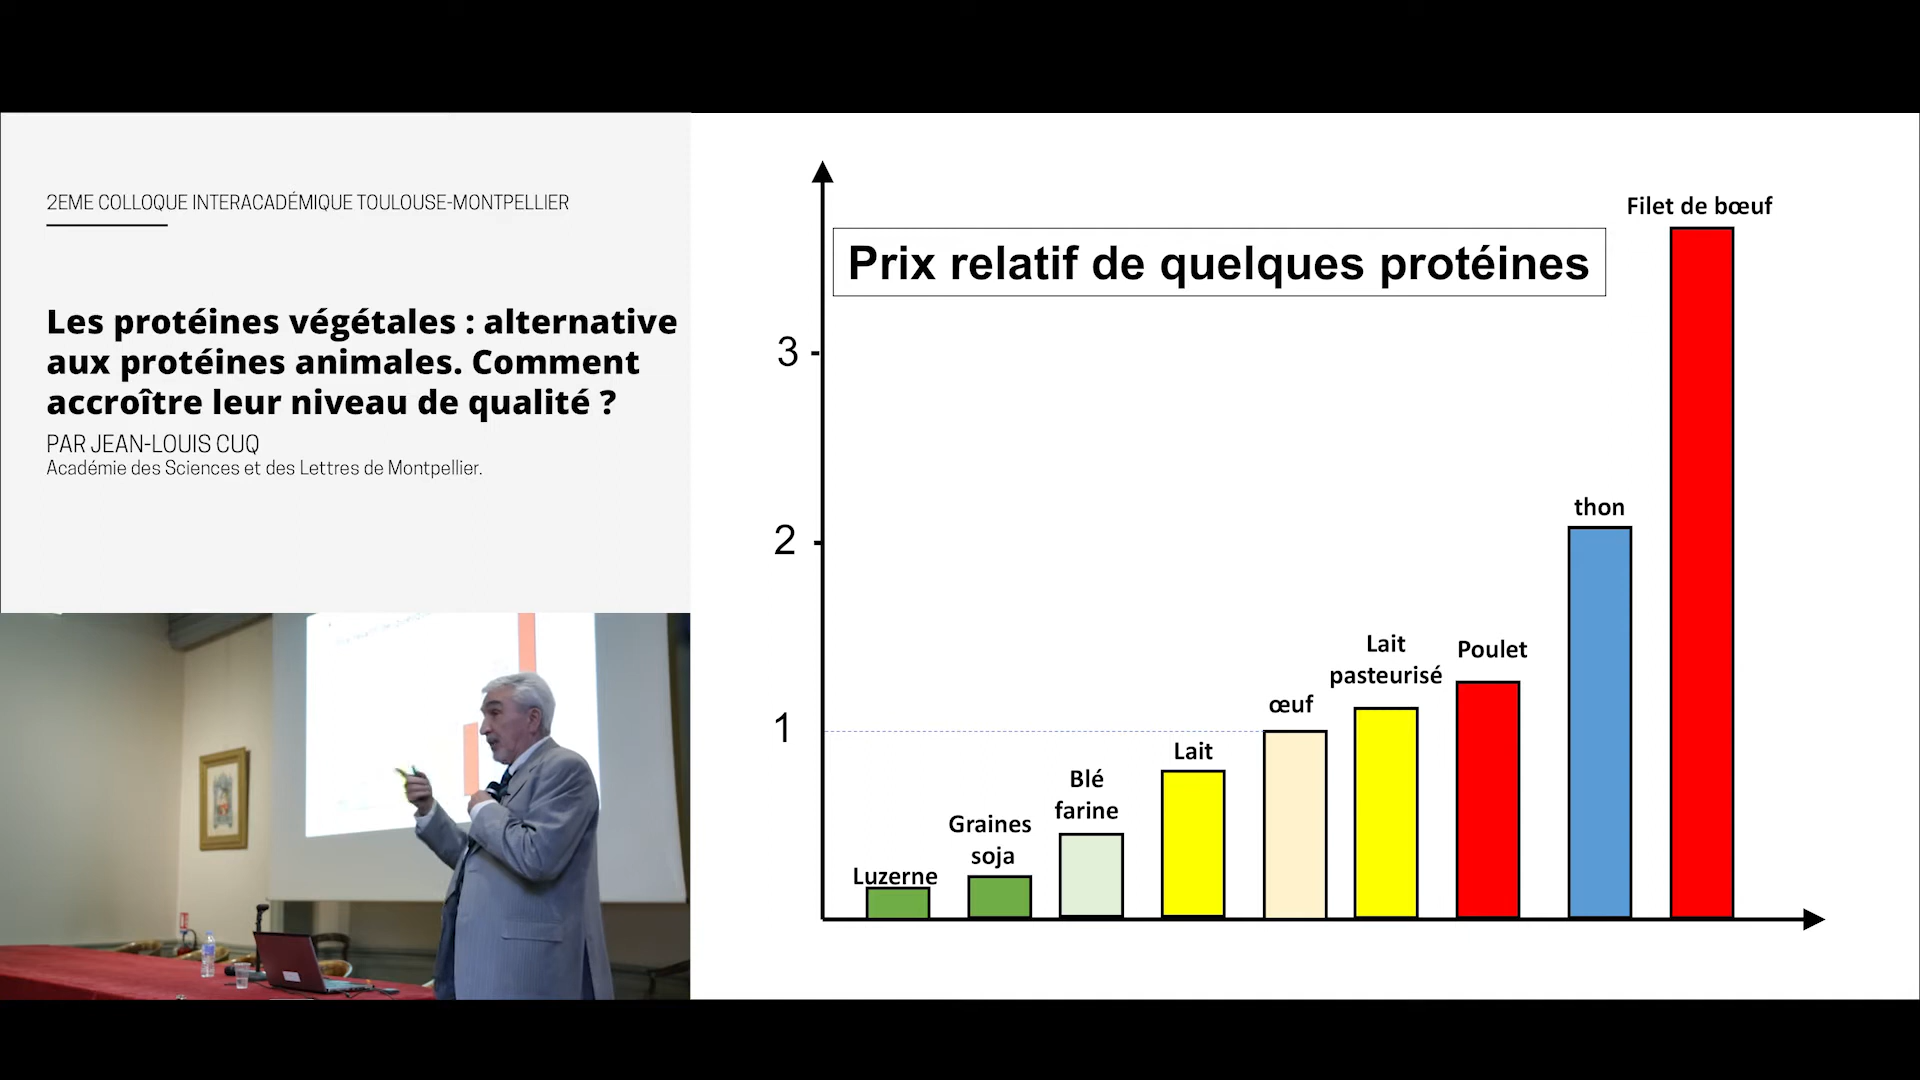 2EME COLLOQUE INTERACADÉMIQUE TOULOUSE-MONTPELLIER
Les protéines végétales : alternative
aux protéines animales. Comment
accroître leur niveau de qualité ?
PAR JEAN-LOUIS CUQ
Académie des Sciences et des Lettres de Montpellier.
Prix relatif de quelques protéines
3
2
1
Luzerne
Graines
soja
Blé
farine
Lait
œuf
Lait
pasteurisé
Poulet
thon
Filet de bœuf